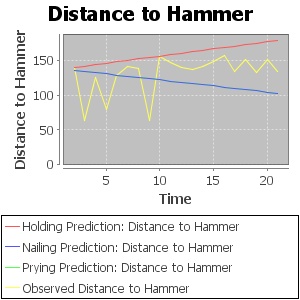 Distance to Hammer
Distance to Hammer
150
100
50
0
5
10
15
20
Time
Holding Prediction: Distance to Hammer
Nailing Prediction: Distance to Hammer
Prying Prediction: Distance to Hammer
Observed Distance to Hammer